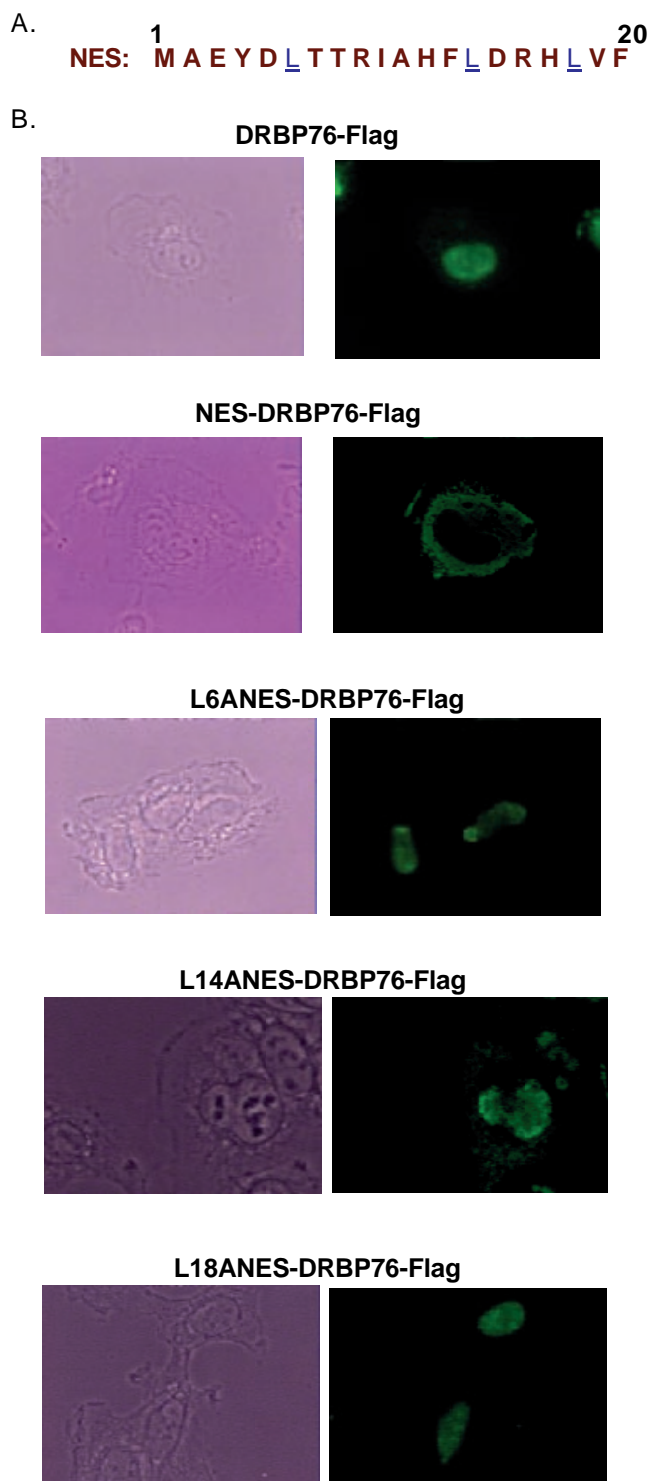 A.
1 20
NES: M A E Y D L T T R I A H F L D R H L V F
B.
DRBP76-Flag
NES-DRBP76-Flag
L6ANES-DRBP76-Flag
L14ANES-DRBP76-Flag
L18ANES-DRBP76-Flag